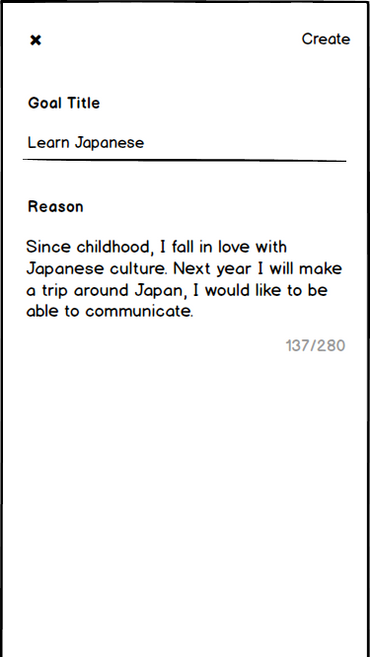 ✖ Create
Goal Title
Learn Japanese
Reason
Since childhood, I fall in love with
Japanese culture. Next year I will make
a trip around Japan, I would like to be
able to communicate.
137/280